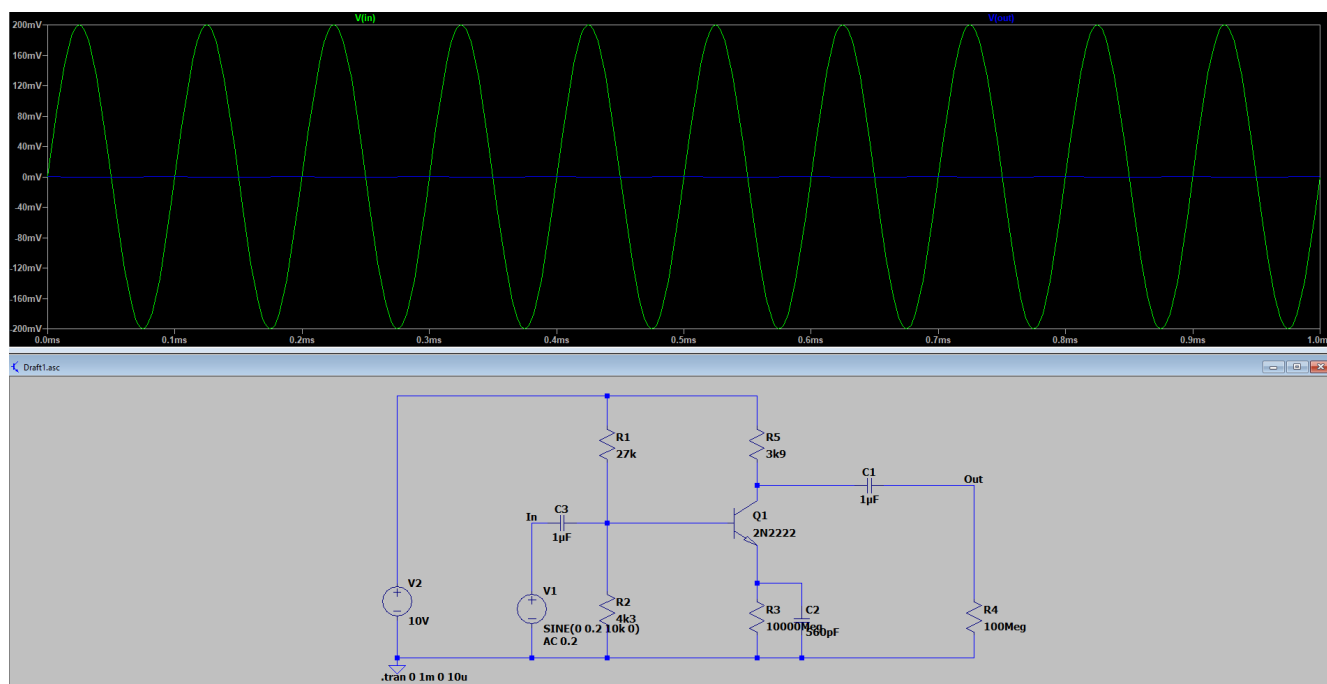 V(in) V(out)
200mV
160mV
120mV
80mV
40mV
0mV
-40mV
-80mV
-120mV
-160mV
-200mV
0.0ms 0.1ms 0.2ms 0.3ms 0.4ms 0.5ms 0.6ms 0.7ms 0.8ms 0.9ms 1.0m
Draft1.asc
R1
27k
R5
3k9
C1
1µF
Out
C3
1µF
In
Q1
2N2222
V2
10V
V1
SINE(0 0.2 10k 0)
AC 0.2
R2
4k3
R3
10000Meg
C2
560pF
R4
100Meg
.tran 0 1m 0 10u